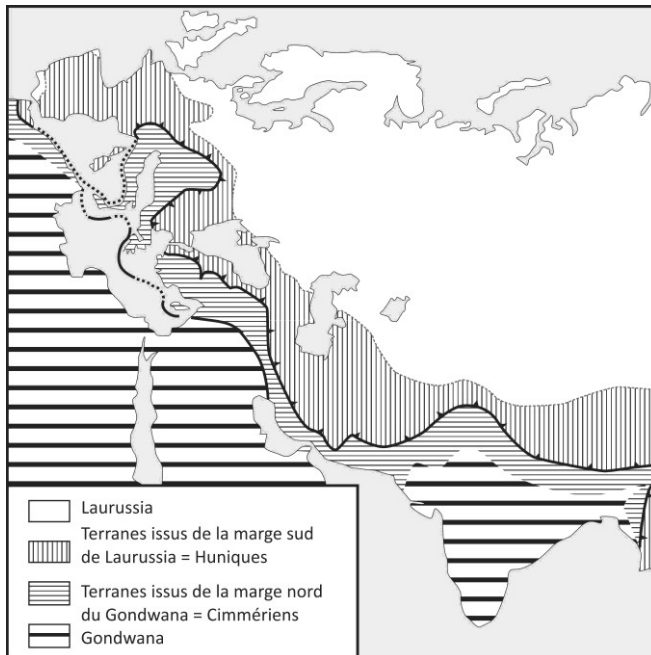 Laurussia
Terranes issus de la marge sud
de Laurussia = Huniques
Terranes issus de la marge nord
du Gondwana = Cimmériens
Gondwana